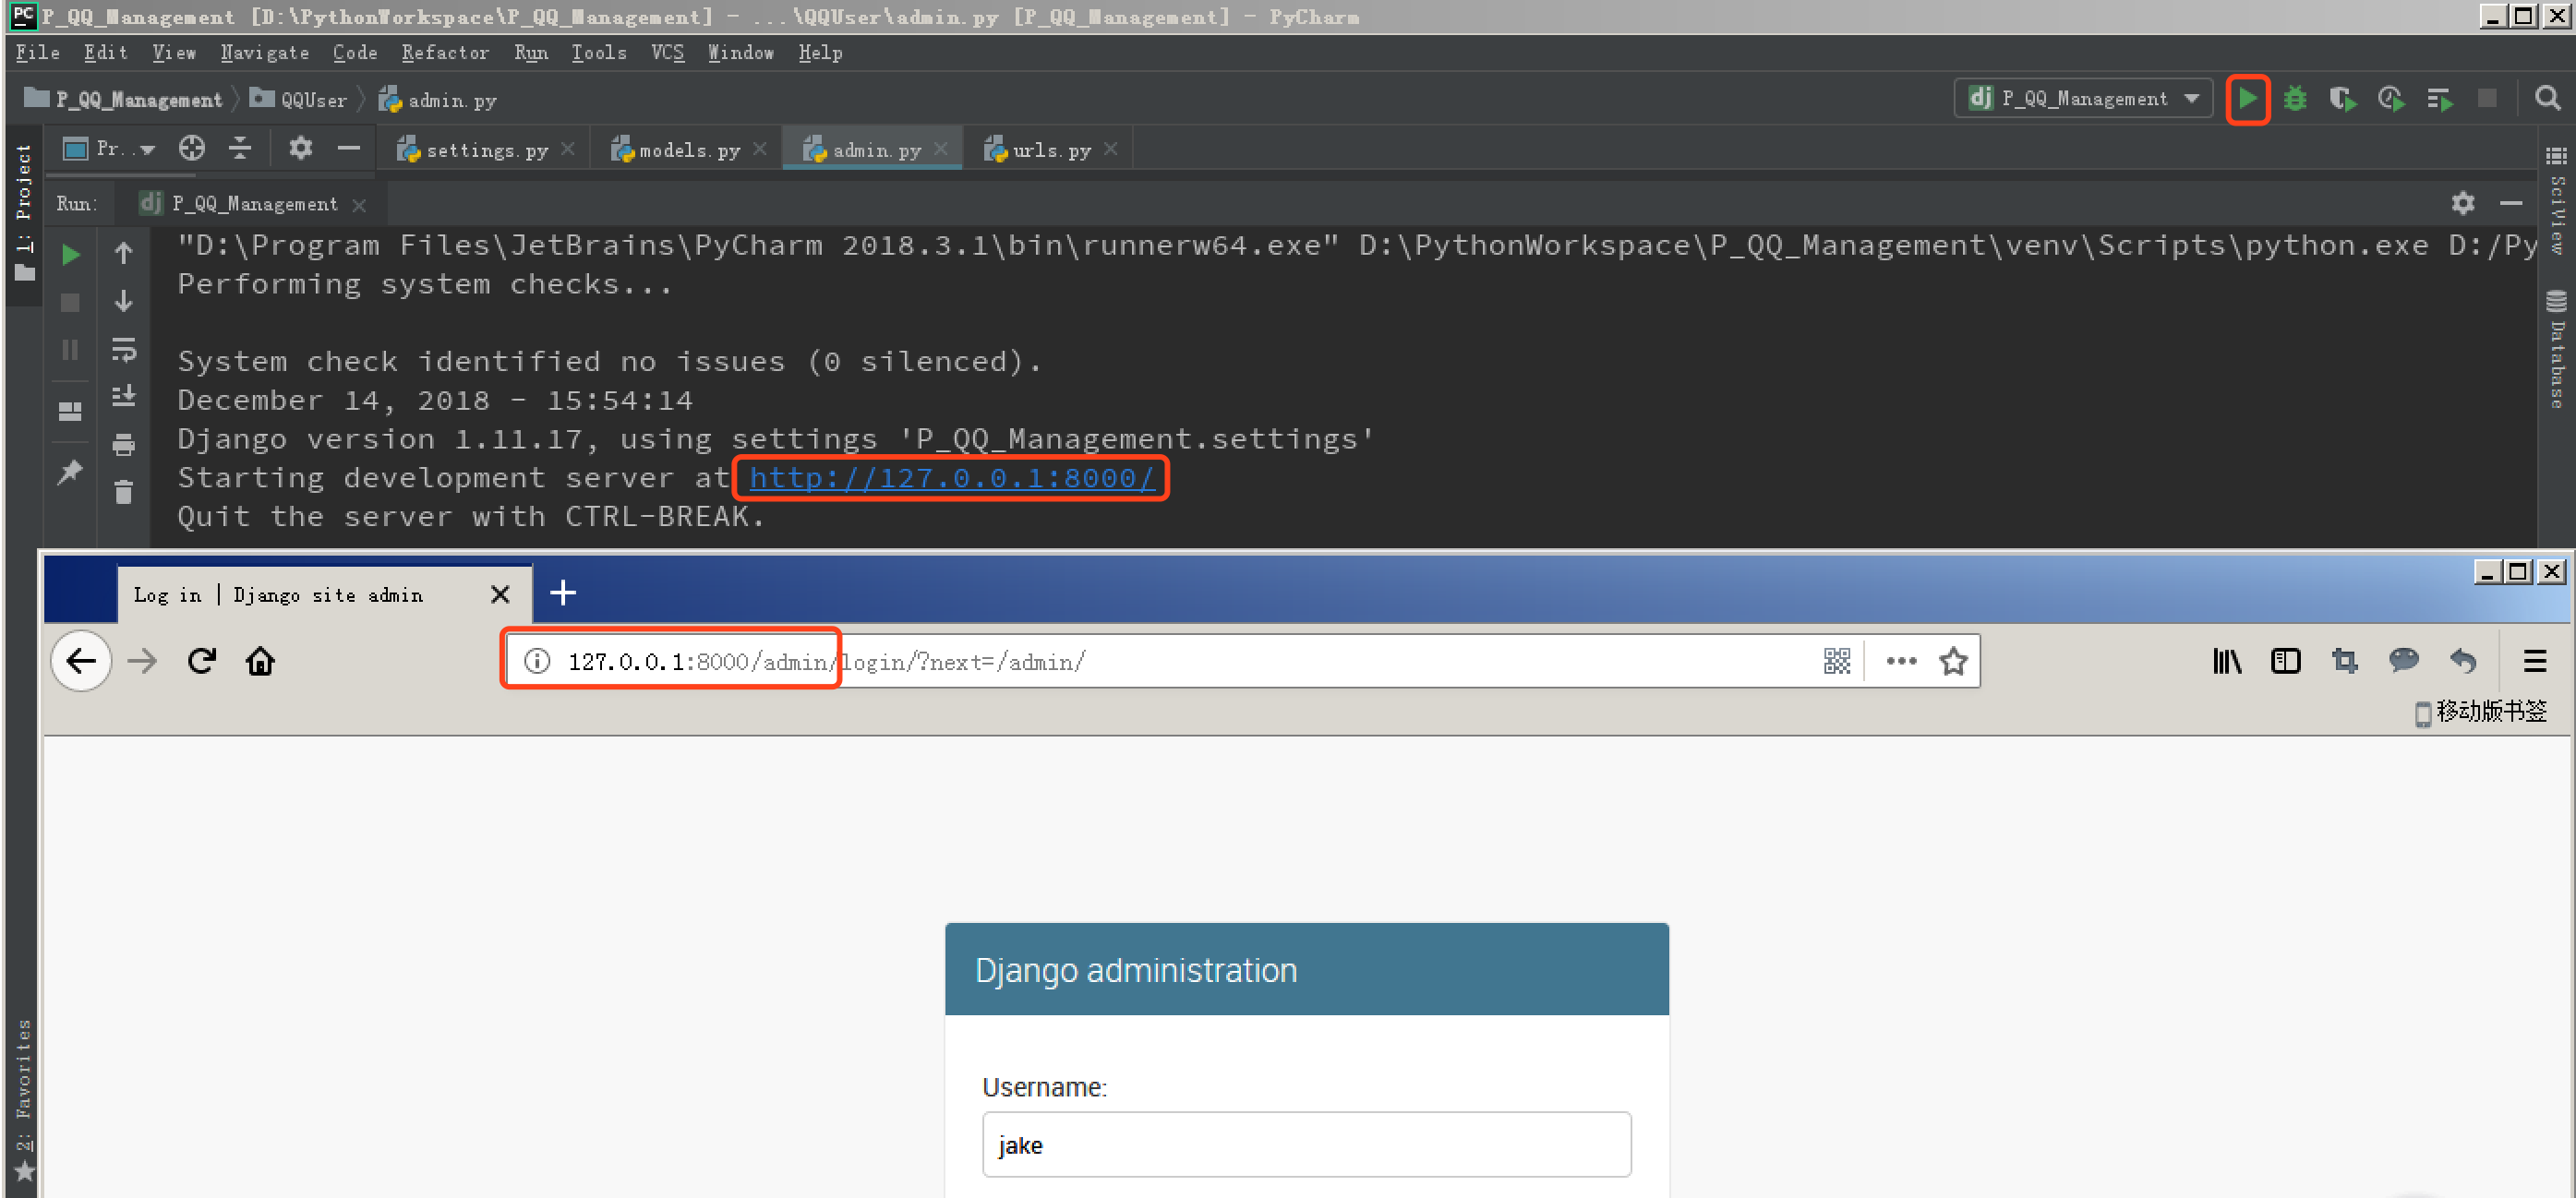 P_QQ_Management [D:\PythonWorkspace\P_QQ_Management] - ...\QQUser\admin.py [P_QQ_Management] - PyCharm
File Edit View Navigate Code Refactor Run Tools VCS Window Help
P_QQ_Management QQUser admin.py
dj P_QQ_Management
1: Project
Pr..
settings.py models.py admin.py urls.py
SciView
Database
Run: dj P_QQ_Management
"D:\Program Files\JetBrains\PyCharm 2018.3.1\bin\runnerw64.exe" D:\PythonWorkspace\P_QQ_Management\venv\Scripts\python.exe D:/Py
Performing system checks...
System check identified no issues (0 silenced).
December 14, 2018 - 15:54:14
Django version 1.11.17, using settings 'P_QQ_Management.settings'
Starting development server at http://127.0.0.1:8000/
Quit the server with CTRL-BREAK.
Log in | Django site admin
127.0.0.1:8000/admin/login/?next=/admin/
移动版书签
Django administration
Username:
jake
2: Favorites